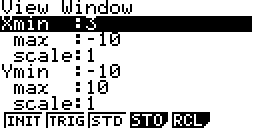 View Window
Xmin :3
max :-10
scale:1
Ymin :-10
max :10
scale:1
INIT TRIG STD STO RCL